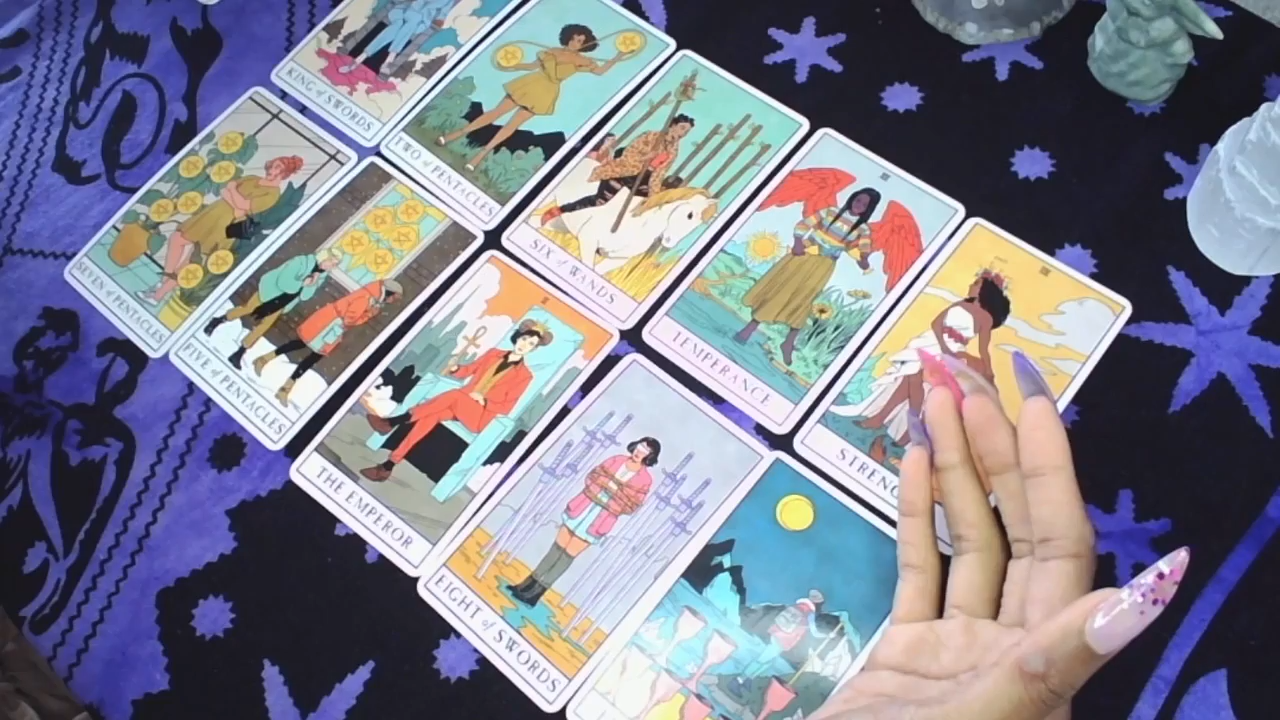 KING of SWORDS
TWO of PENTACLES
SIX of WANDS
TEMPERANCE
SEVEN of PENTACLES
FIVE of PENTACLES
THE EMPEROR
EIGHT of SWORDS